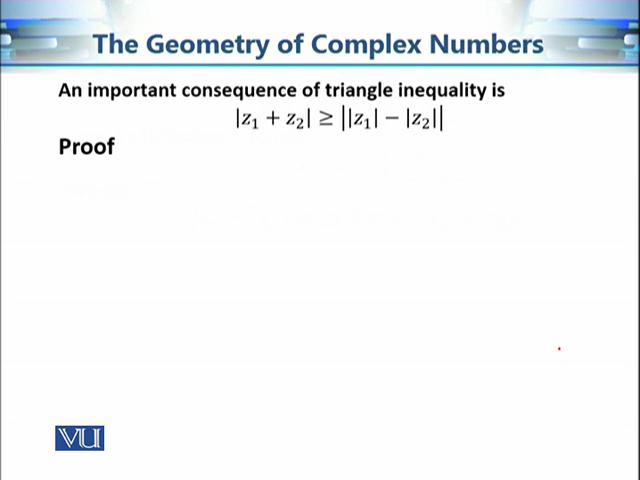 The Geometry of Complex Numbers
An important consequence of triangle inequality is
|z₁ + z₂| ≥ ||z₁| − |z₂||
Proof
VU